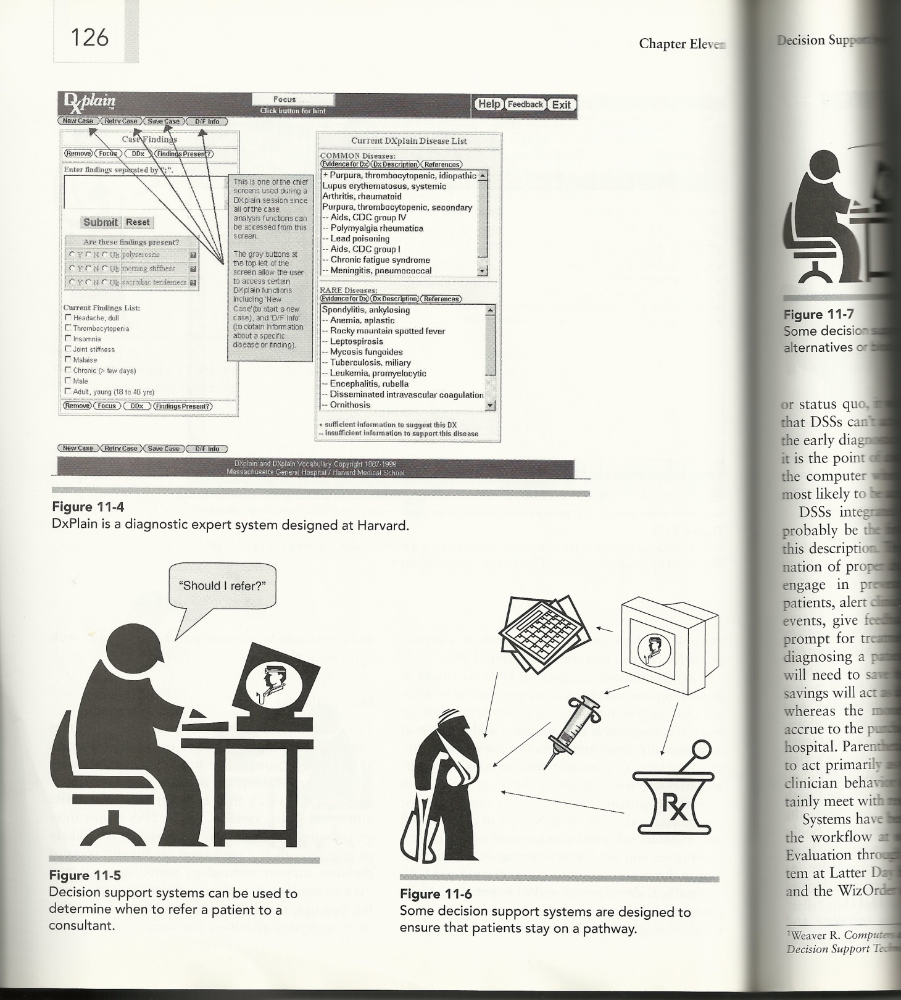 126
Chapter Eleven
DXplain™
Focus ...
Click button for hint
Help Feedback Exit
New Case Retrv Case Save Case D/F Info
Case Findings
Remove Focus DDx Findings Present?
Enter findings separated by ";".
Submit Reset
Are these findings present?
Y N Uk polyserositis ?
Y N Uk morning stiffness ?
Y N Uk sacroiliac tenderness ?
Current Findings List:
Headache, dull
Thrombocytopenia
Insomnia
Joint stiffness
Malaise
Chronic (> few days)
Male
Adult, young (18 to 40 yrs)
Remove Focus DDx Findings Present?
This is one of the chief
screens used during a
DXplain session since
all of the case
analysis functions can
be accessed from this
screen.
The gray buttons at
the top left of the
screen allow the user
to access certain
DXplain functions
including 'New
Case'(to start a new
case), and 'D/F Info'
(to obtain information
about a specific
disease or finding).
Current DXplain Disease List
COMMON Diseases:
Evidence for Dx Dx Description References
+ Purpura, thrombocytopenic, idiopathic
Lupus erythematosus, systemic
Arthritis, rheumatoid
Purpura, thrombocytopenic, secondary
-- Aids, CDC group IV
-- Polymyalgia rheumatica
-- Lead poisoning
-- Aids, CDC group I
-- Chronic fatigue syndrome
-- Meningitis, pneumococcal
RARE Diseases:
Evidence for Dx Dx Description References
Spondylitis, ankylosing
-- Anemia, aplastic
-- Rocky mountain spotted fever
-- Leptospirosis
-- Mycosis fungoides
-- Tuberculosis, miliary
-- Leukemia, promyelocytic
-- Encephalitis, rubella
-- Disseminated intravascular coagulation
-- Ornithosis
+ sufficient information to suggest this DX
-- insufficient information to support this disease
New Case Retrv Case Save Case D/F Info
DXplain and DXplain Vocabulary Copyright 1987-1999
Massachusetts General Hospital / Harvard Medical School
Figure 11-4
DxPlain is a diagnostic expert system designed at Harvard.
"Should I refer?"
Figure 11-5
Decision support systems can be used to
determine when to refer a patient to a
consultant.
Rx
Figure 11-6
Some decision support systems are designed to
ensure that patients stay on a pathway.
Decision
Figure 11-7
Some decision
alternatives or
or status quo,
that DSSs can't
the early
it is the point
the computer
most likely to
DSSs
probably be the
this description.
nation of proper
engage in
patients, alert
events, give
prompt for
diagnosing a
will need to save
savings will act
whereas the
accrue to the
hospital.
to act primarily
clinician
tainly meet with
Systems have
the workflow at
Evaluation
tem at Latter Day
and the
¹Weaver R. Computers
Decision Support